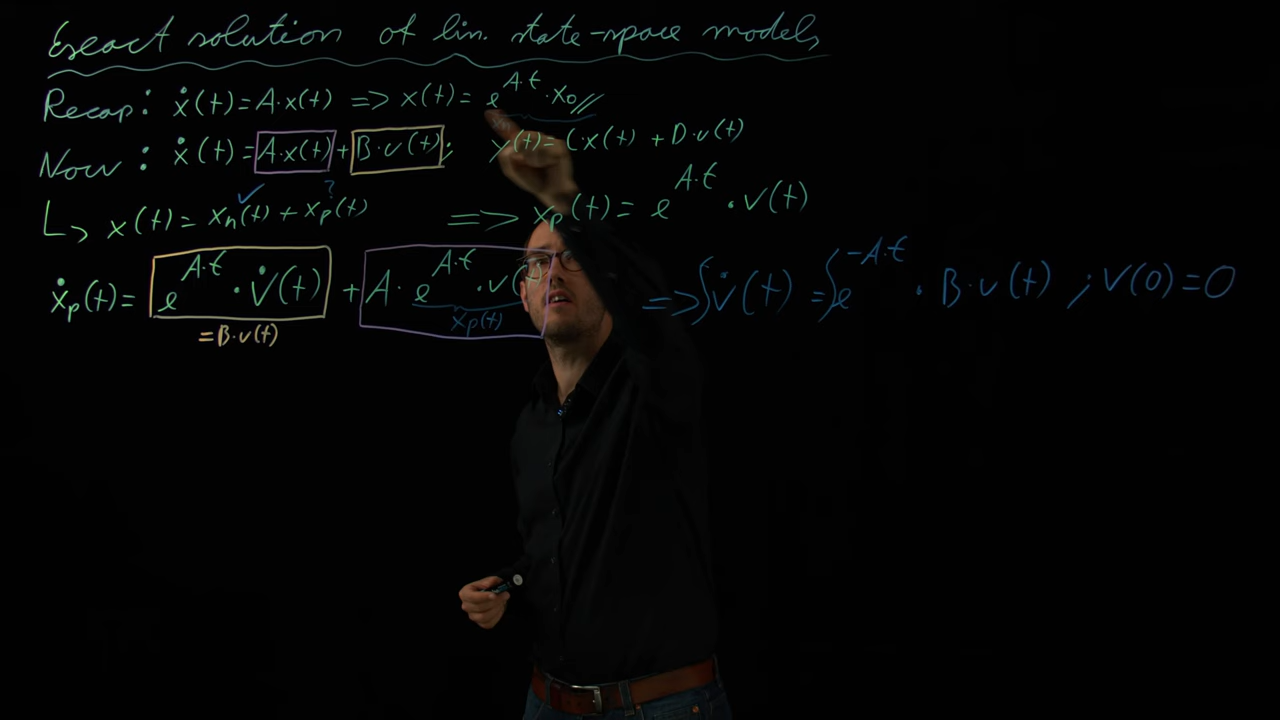 Exact solution of lin. state-space models
Recap: ẋ(t)=A·x(t) => x(t)= e^{A·t}·x₀//
Now: ẋ(t)=A·x(t)+B·u(t); y(t)=C·x(t) + D·u(t)
↳ x(t)= xₕ(t)✓ + xₚ(t)? => xₚ(t)= e^{A·t}·v(t)
ẋₚ(t)= e^{A·t}·v̇(t) + A·e^{A·t}·v( => ∫v̇(t) =∫e^{-A·t}·B·u(t) ; v(0)=0
=B·u(t) xₚ(t)